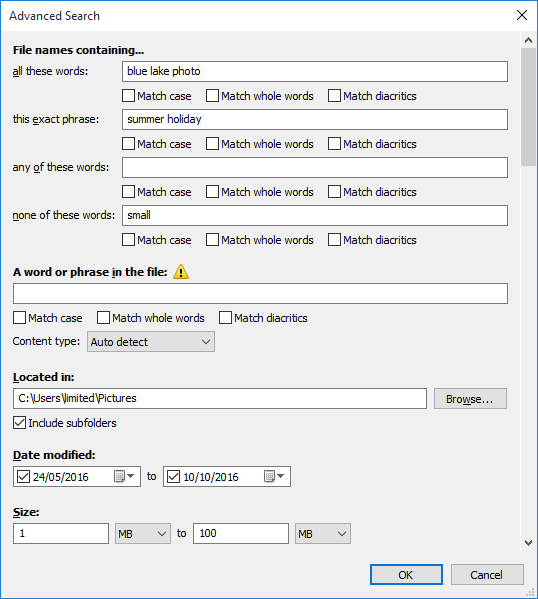 Advanced Search
File names containing...
all these words: blue lake photo
Match case Match whole words Match diacritics
this exact phrase: summer holiday
Match case Match whole words Match diacritics
any of these words:
Match case Match whole words Match diacritics
none of these words: small
Match case Match whole words Match diacritics
A word or phrase in the file:
Match case Match whole words Match diacritics
Content type: Auto detect
Located in:
C:\Users\limited\Pictures Browse...
Include subfolders
Date modified:
24/05/2016 to 10/10/2016
Size:
1 MB to 100 MB
OK Cancel